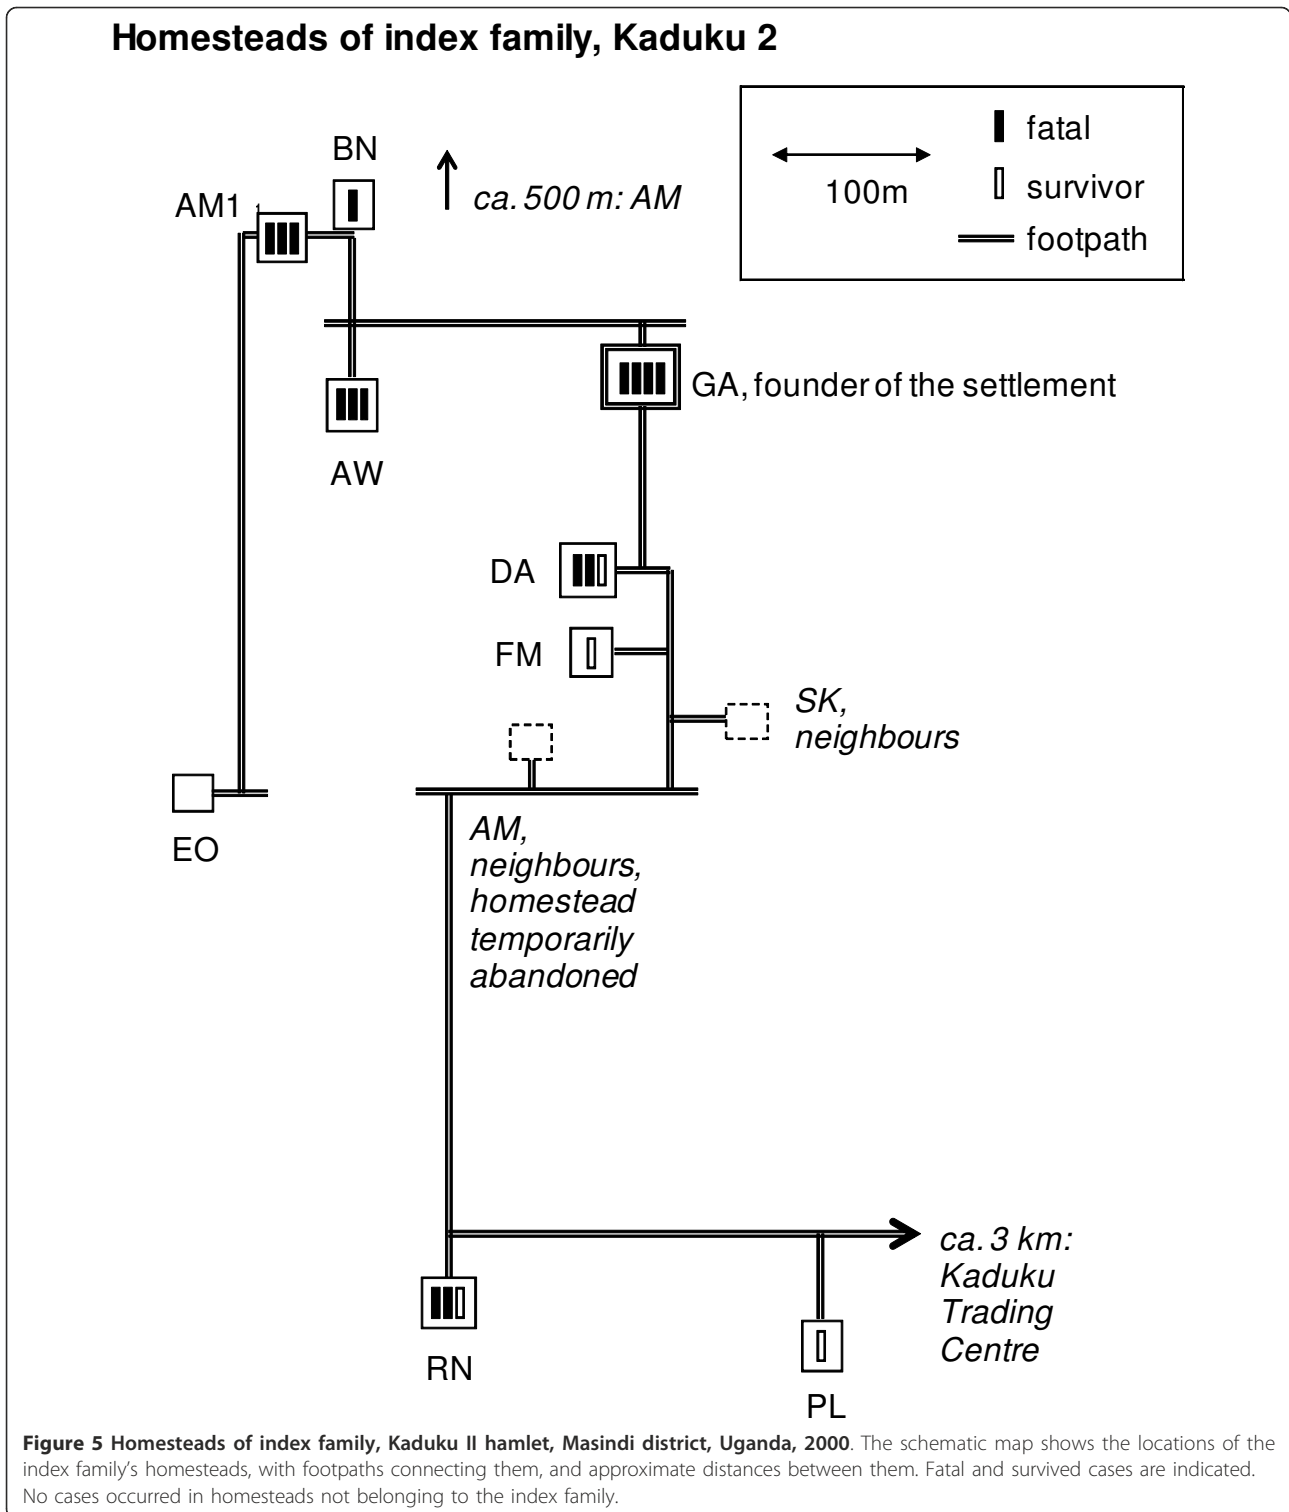 Homesteads of index family, Kaduku 2
fatal
survivor
footpath
100m
BN
ca. 500 m: AM
AM1
GA, founder of the settlement
AW
DA
FM
SK,
neighbours
EO
AM,
neighbours,
homestead
temporarily
abandoned
ca. 3 km:
Kaduku
Trading
Centre
RN
PL
Figure 5 Homesteads of index family, Kaduku II hamlet, Masindi district, Uganda, 2000. The schematic map shows the locations of the
index family's homesteads, with footpaths connecting them, and approximate distances between them. Fatal and survived cases are indicated.
No cases occurred in homesteads not belonging to the index family.